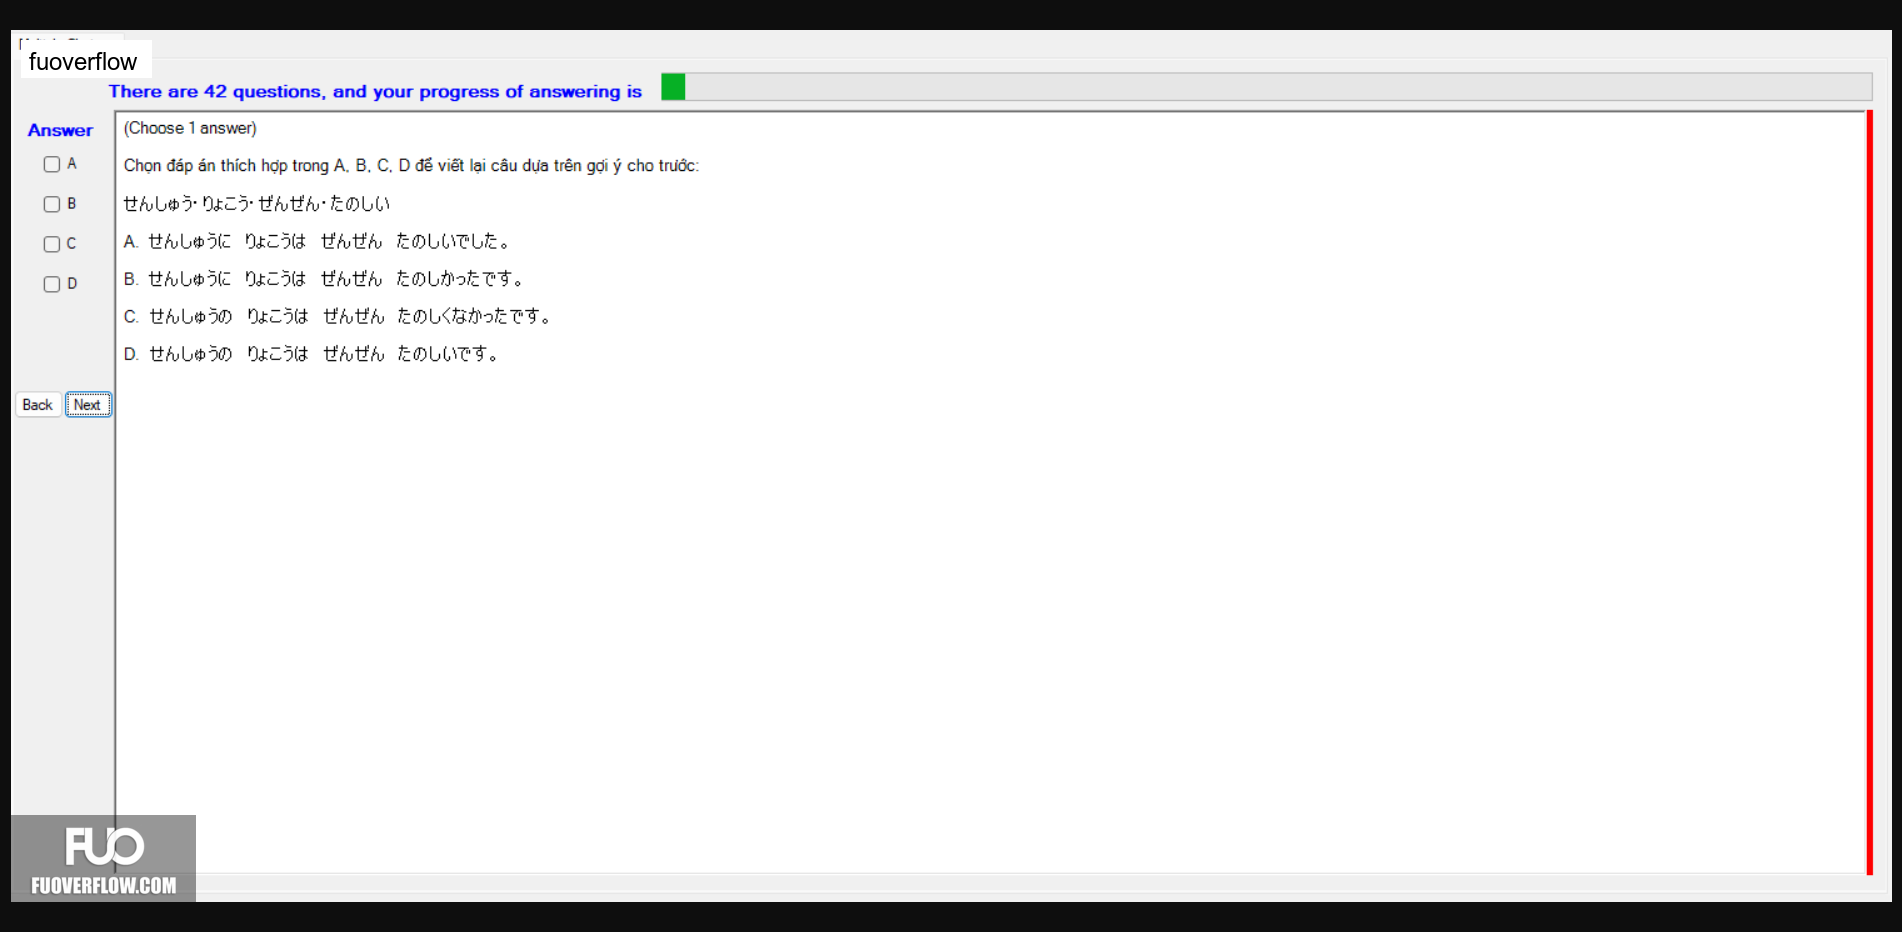 fuoverflow
There are 42 questions, and your progress of answering is
Answer
A
B
C
D
Back
Next
(Choose 1 answer)
Chọn đáp án thích hợp trong A, B, C, D để viết lại câu dựa trên gợi ý cho trước:
せんしゅう・りょこう・ぜんぜん・たのしい
A. せんしゅうに りょこうは ぜんぜん たのしいでした。
B. せんしゅうに りょこうは ぜんぜん たのしかったです。
C. せんしゅうの りょこうは ぜんぜん たのしくなかったです。
D. せんしゅうの りょこうは ぜんぜん たのしいです。
FUO
FUOVERFLOW.COM